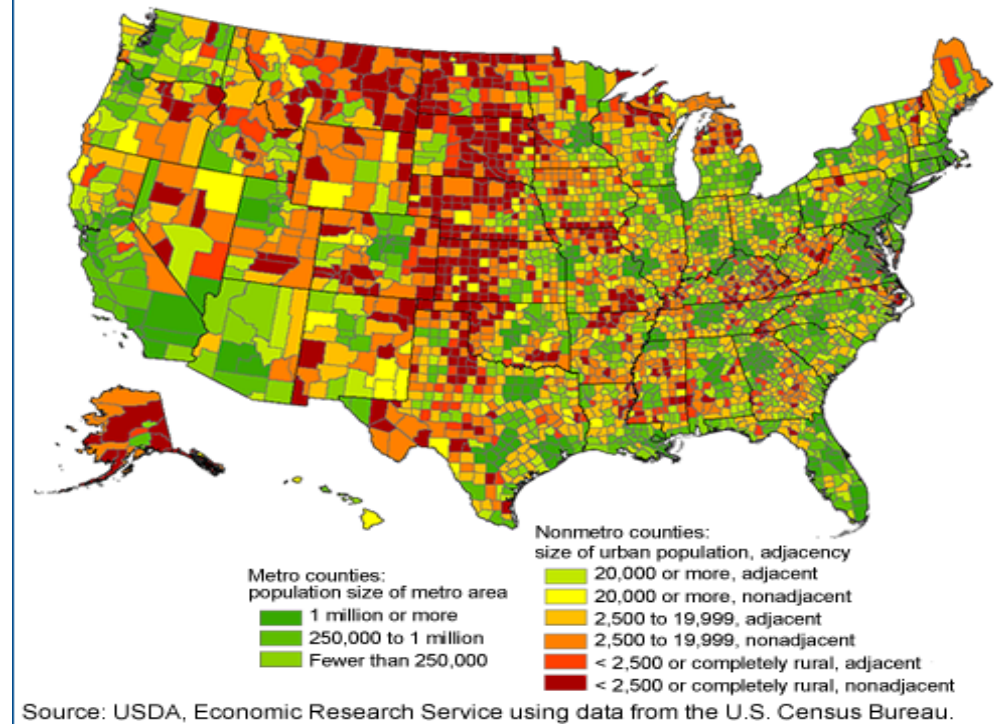 Metro counties:
population size of metro area
1 million or more
250,000 to 1 million
Fewer than 250,000
Nonmetro counties:
size of urban population, adjacency
20,000 or more, adjacent
20,000 or more, nonadjacent
2,500 to 19,999, adjacent
2,500 to 19,999, nonadjacent
< 2,500 or completely rural, adjacent
< 2,500 or completely rural, nonadjacent
Source: USDA, Economic Research Service using data from the U.S. Census Bureau.